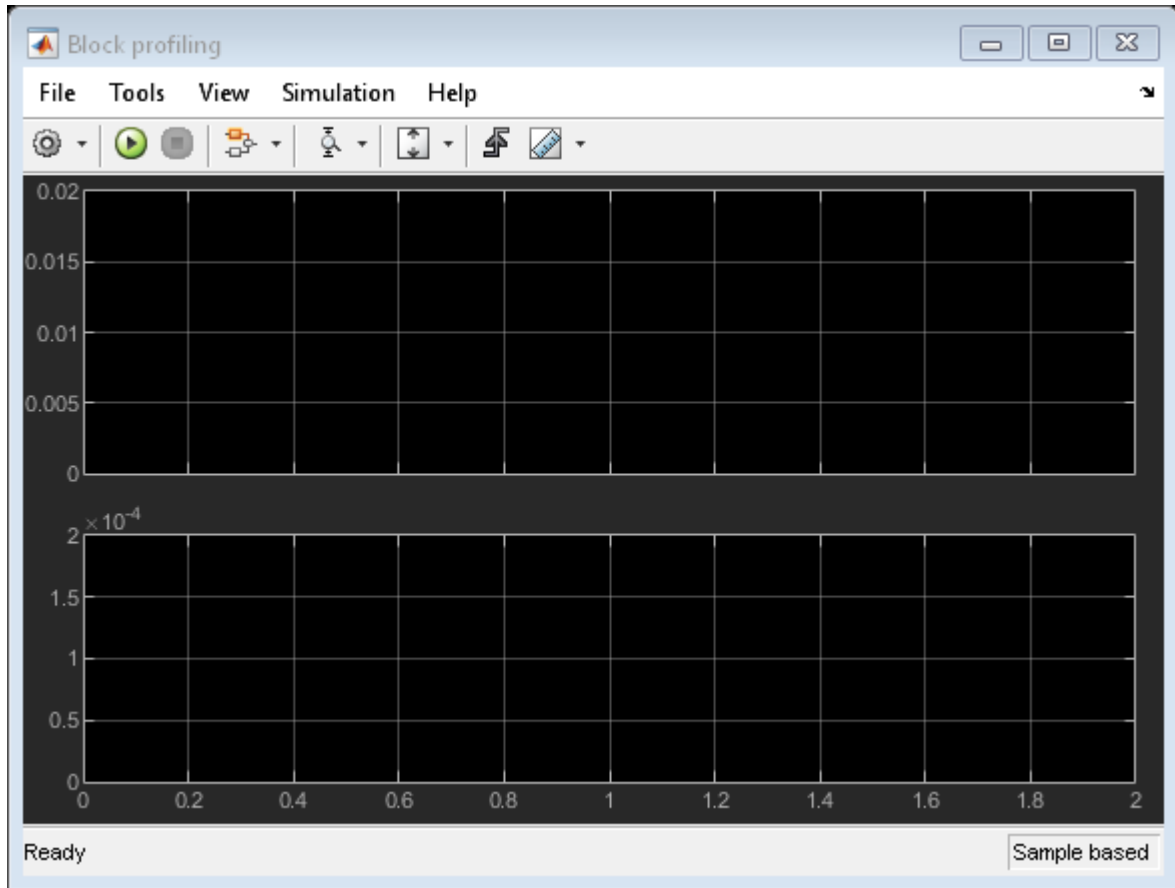 Block profiling
File Tools View Simulation Help
0.02
0.015
0.01
0.005
0
×10-4
2
1.5
1
0.5
0
0 0.2 0.4 0.6 0.8 1 1.2 1.4 1.6 1.8 2
Ready Sample based